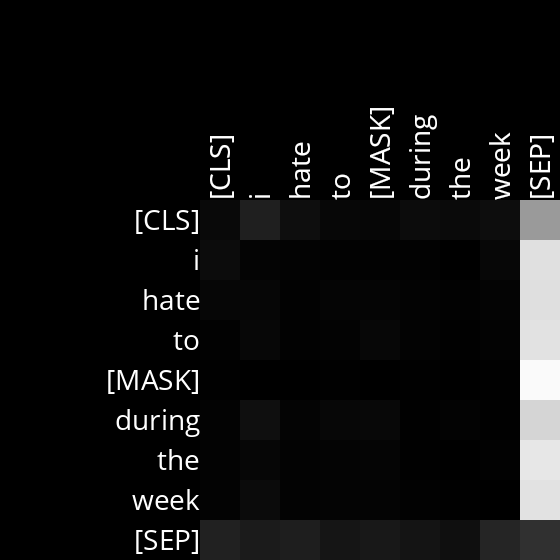 [CLS] i hate to [MASK] during the week [SEP]
[CLS]
i
hate
to
[MASK]
during
the
week
[SEP]